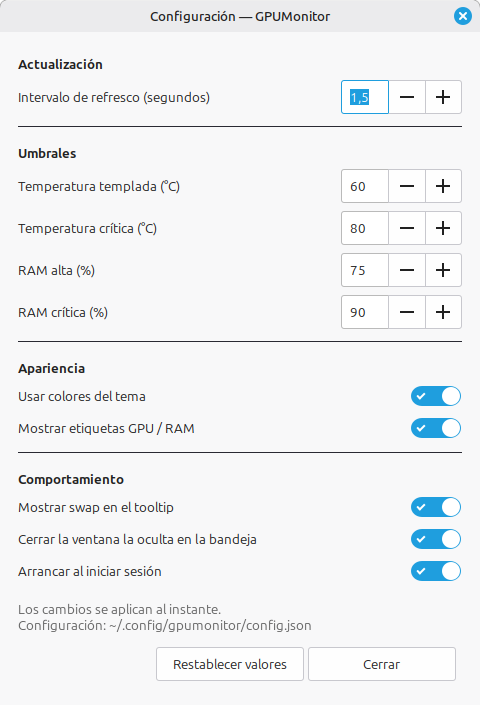 Configuración — GPUMonitor
Actualización
Intervalo de refresco (segundos) 1,5
Umbrales
Temperatura templada (°C) 60
Temperatura crítica (°C) 80
RAM alta (%) 75
RAM crítica (%) 90
Apariencia
Usar colores del tema
Mostrar etiquetas GPU / RAM
Comportamiento
Mostrar swap en el tooltip
Cerrar la ventana la oculta en la bandeja
Arrancar al iniciar sesión
Los cambios se aplican al instante.
Configuración: ~/.config/gpumonitor/config.json
Restablecer valores Cerrar